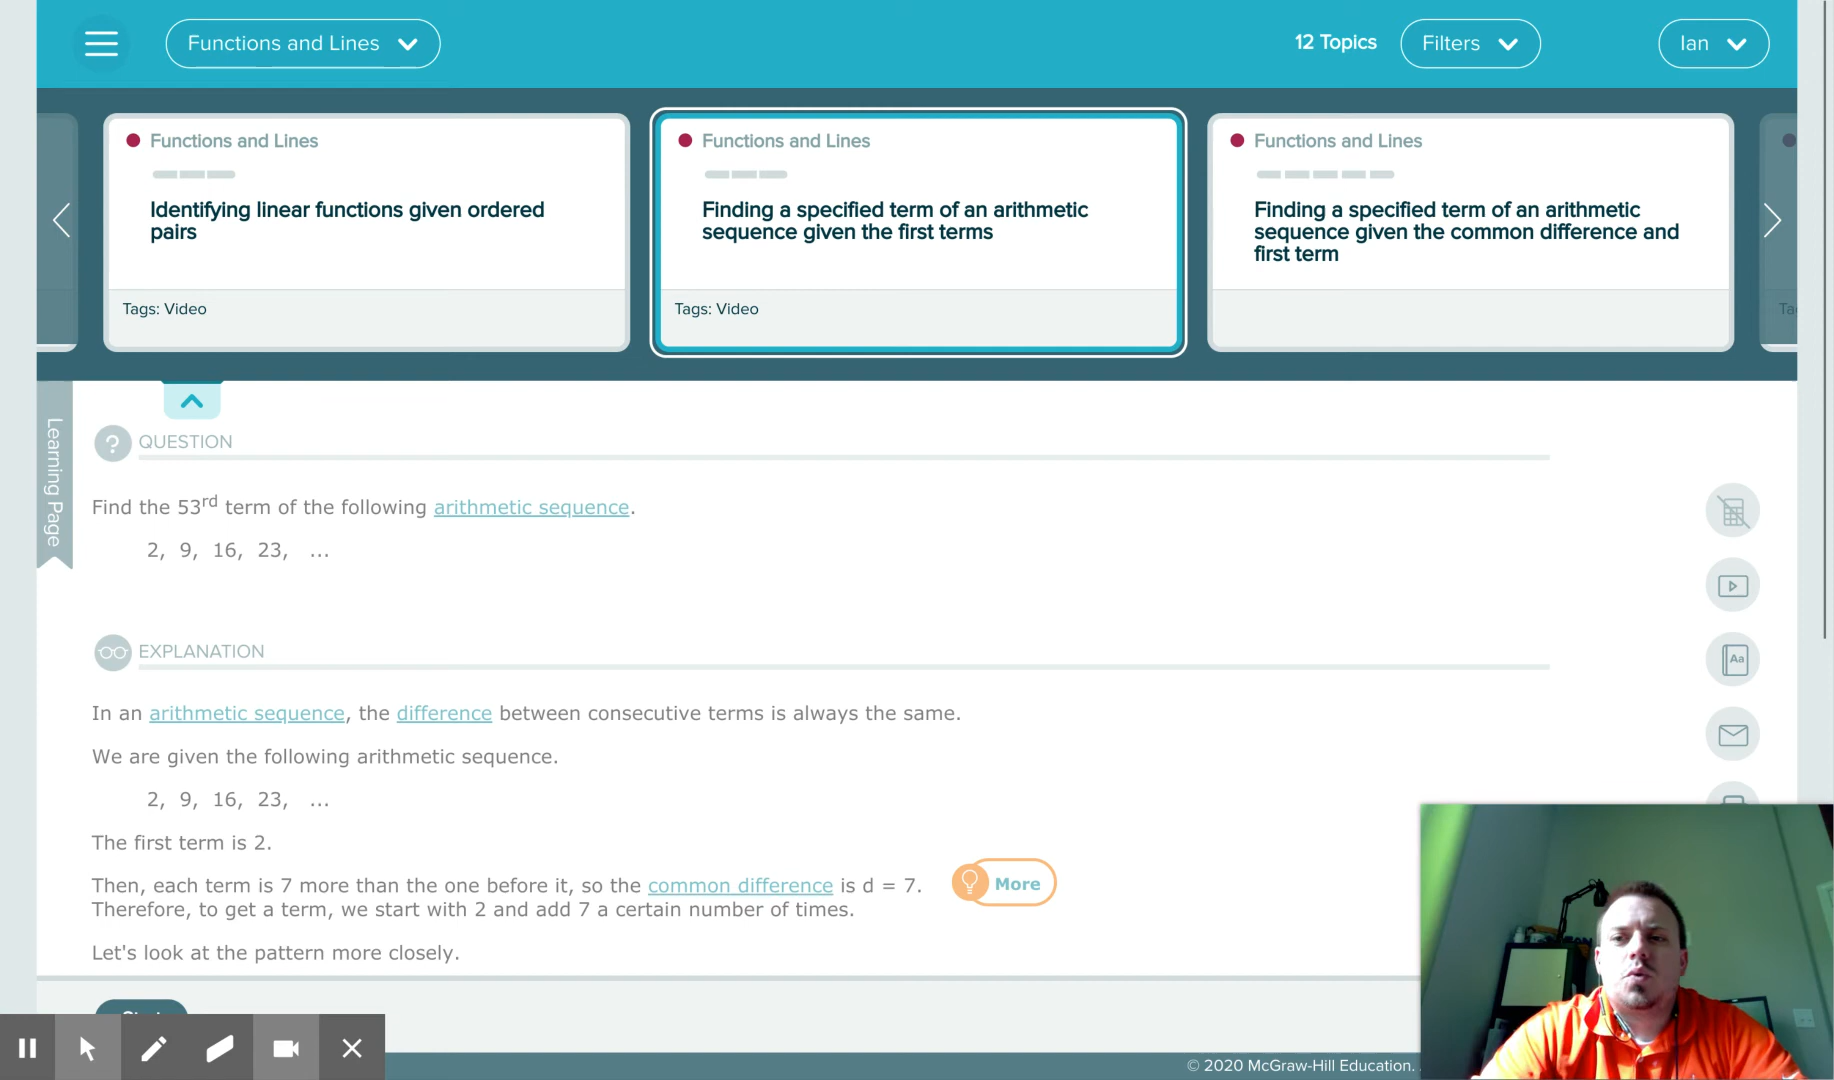 Functions and Lines
12 Topics
Filters
Ian
Functions and Lines
Identifying linear functions given ordered
pairs
Tags: Video
Functions and Lines
Finding a specified term of an arithmetic
sequence given the first terms
Tags: Video
Functions and Lines
Finding a specified term of an arithmetic
sequence given the common difference and
first term
Learning Page
? QUESTION
Find the 53rd term of the following arithmetic sequence.
2, 9, 16, 23, ...
EXPLANATION
In an arithmetic sequence, the difference between consecutive terms is always the same.
We are given the following arithmetic sequence.
2, 9, 16, 23, ...
The first term is 2.
Then, each term is 7 more than the one before it, so the common difference is d = 7.
More
Therefore, to get a term, we start with 2 and add 7 a certain number of times.
Let's look at the pattern more closely.
Aa
© 2020 McGraw-Hill Education.